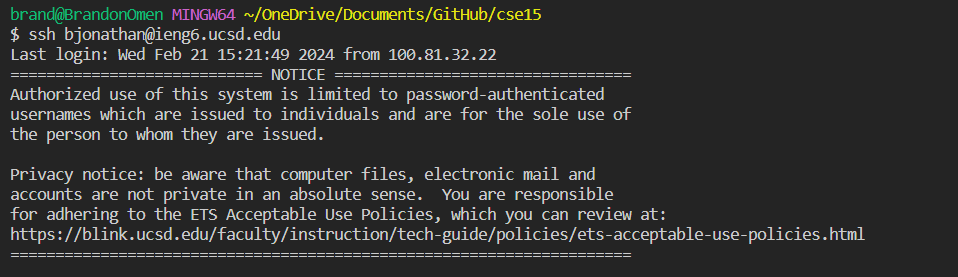 brand@BrandonOmen MINGW64 ~/OneDrive/Documents/GitHub/cse15
$ ssh bjonathan@ieng6.ucsd.edu
Last login: Wed Feb 21 15:21:49 2024 from 100.81.32.22
============================ NOTICE =================================
Authorized use of this system is limited to password-authenticated
usernames which are issued to individuals and are for the sole use of
the person to whom they are issued.

Privacy notice: be aware that computer files, electronic mail and
accounts are not private in an absolute sense.  You are responsible
for adhering to the ETS Acceptable Use Policies, which you can review at:
https://blink.ucsd.edu/faculty/instruction/tech-guide/policies/ets-acceptable-use-policies.html
=====================================================================